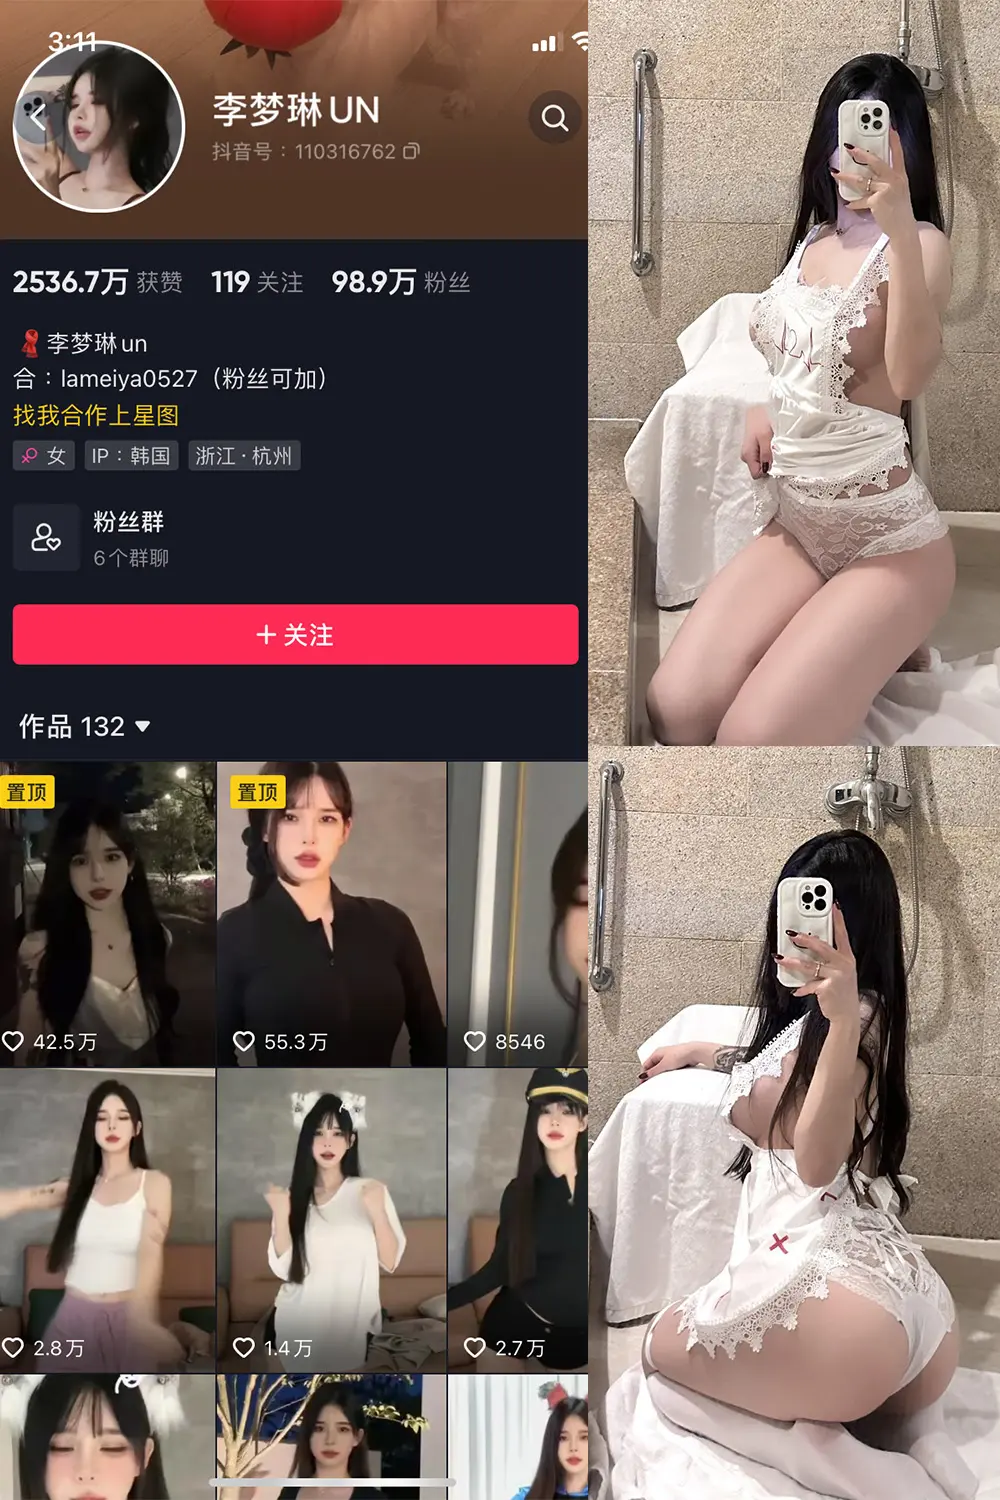 3:11
李梦琳UN
抖音号：110316762
2536.7万 获赞 119 关注 98.9万 粉丝
李梦琳un
合：lameiya0527（粉丝可加）
找我合作上星图
女 IP：韩国 浙江·杭州
粉丝群
6个群聊
+ 关注
作品 132
置顶 置顶
42.5万 55.3万 8546
2.8万 1.4万 2.7万